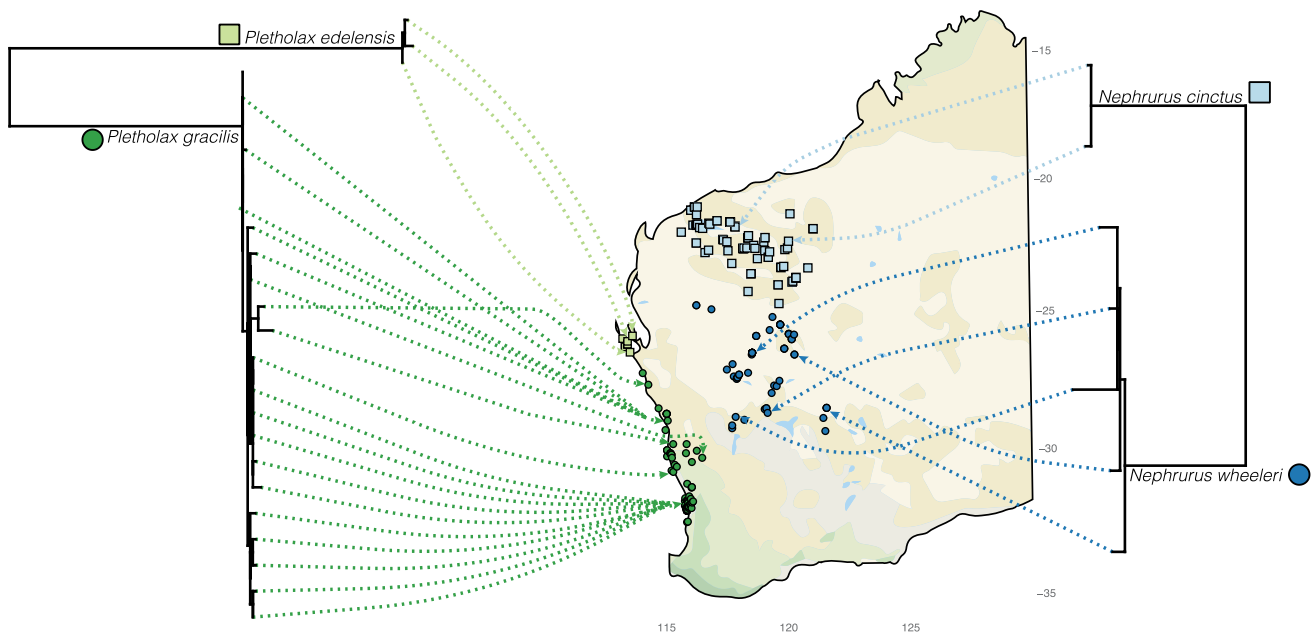 Pletholax edelensis
Pletholax gracilis
Nephrurus cinctus
Nephrurus wheeleri
−15
−20
−25
−30
−35
115
120
125